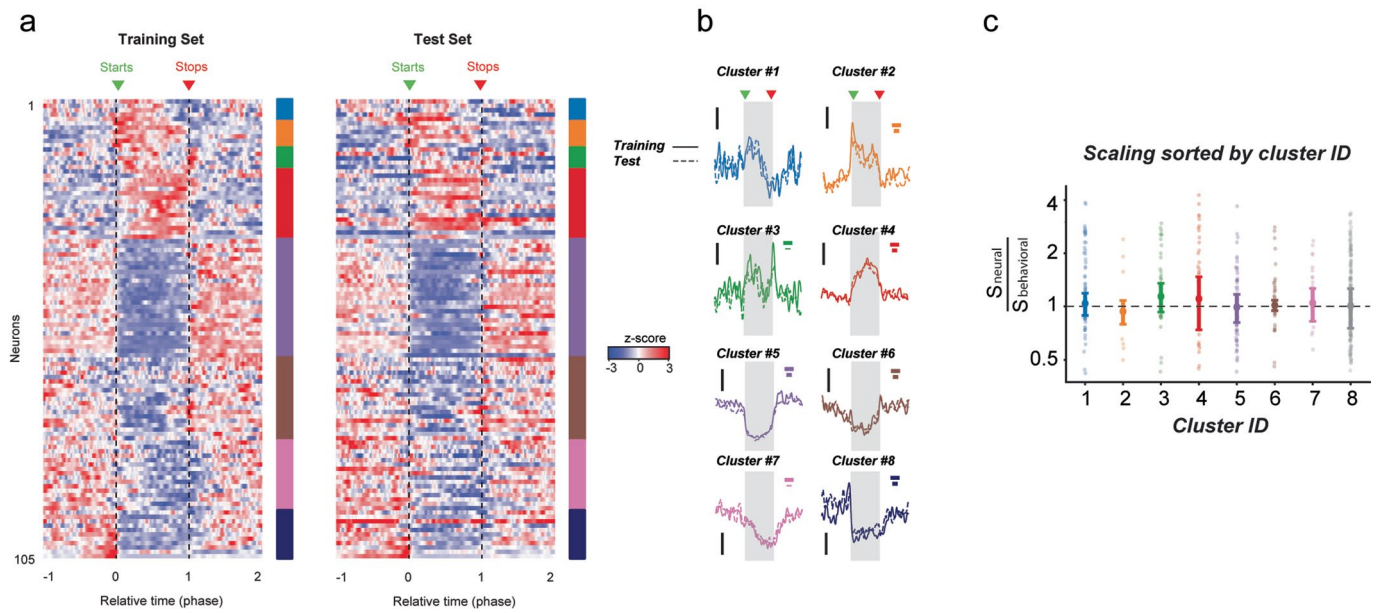 a
Training Set
Test Set
Starts
Stops
Starts
Stops
1
Neurons
105
-1
0
1
2
-1
0
1
2
Relative time (phase)
Relative time (phase)
z-score
-3
0
3
b
Cluster #1
Cluster #2
Training
Test
Cluster #3
Cluster #4
Cluster #5
Cluster #6
Cluster #7
Cluster #8
c
Scaling sorted by cluster ID
Sneural
Sbehavioral
4
2
1
0.5
1
2
3
4
5
6
7
8
Cluster ID